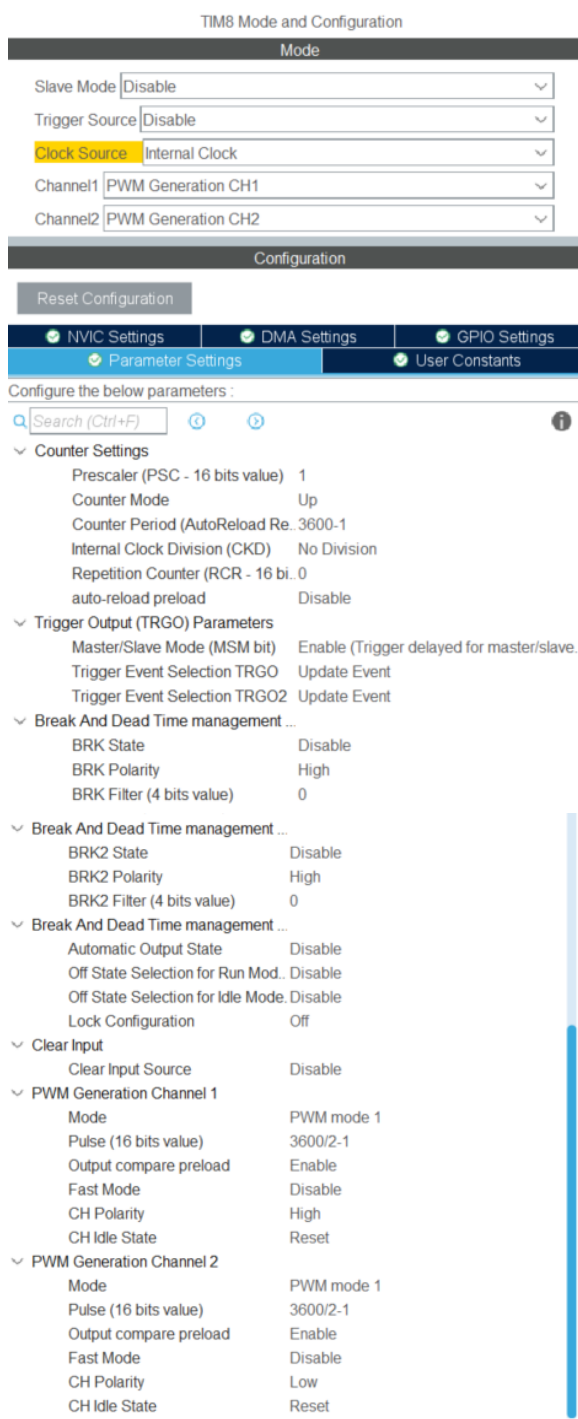 TIM8 Mode and Configuration
Mode
Slave Mode Disable
Trigger Source Disable
Clock Source Internal Clock
Channel1 PWM Generation CH1
Channel2 PWM Generation CH2
Configuration
Reset Configuration
NVIC Settings DMA Settings GPIO Settings
Parameter Settings User Constants
Configure the below parameters :
Search (Ctrl+F)
Counter Settings
Prescaler (PSC - 16 bits value) 1
Counter Mode Up
Counter Period (AutoReload Re.. 3600-1
Internal Clock Division (CKD) No Division
Repetition Counter (RCR - 16 bi.. 0
auto-reload preload Disable
Trigger Output (TRGO) Parameters
Master/Slave Mode (MSM bit) Enable (Trigger delayed for master/slave.
Trigger Event Selection TRGO Update Event
Trigger Event Selection TRGO2 Update Event
Break And Dead Time management ...
BRK State Disable
BRK Polarity High
BRK Filter (4 bits value) 0
Break And Dead Time management ...
BRK2 State Disable
BRK2 Polarity High
BRK2 Filter (4 bits value) 0
Break And Dead Time management ...
Automatic Output State Disable
Off State Selection for Run Mod.. Disable
Off State Selection for Idle Mode. Disable
Lock Configuration Off
Clear Input
Clear Input Source Disable
PWM Generation Channel 1
Mode PWM mode 1
Pulse (16 bits value) 3600/2-1
Output compare preload Enable
Fast Mode Disable
CH Polarity High
CH Idle State Reset
PWM Generation Channel 2
Mode PWM mode 1
Pulse (16 bits value) 3600/2-1
Output compare preload Enable
Fast Mode Disable
CH Polarity Low
CH Idle State Reset